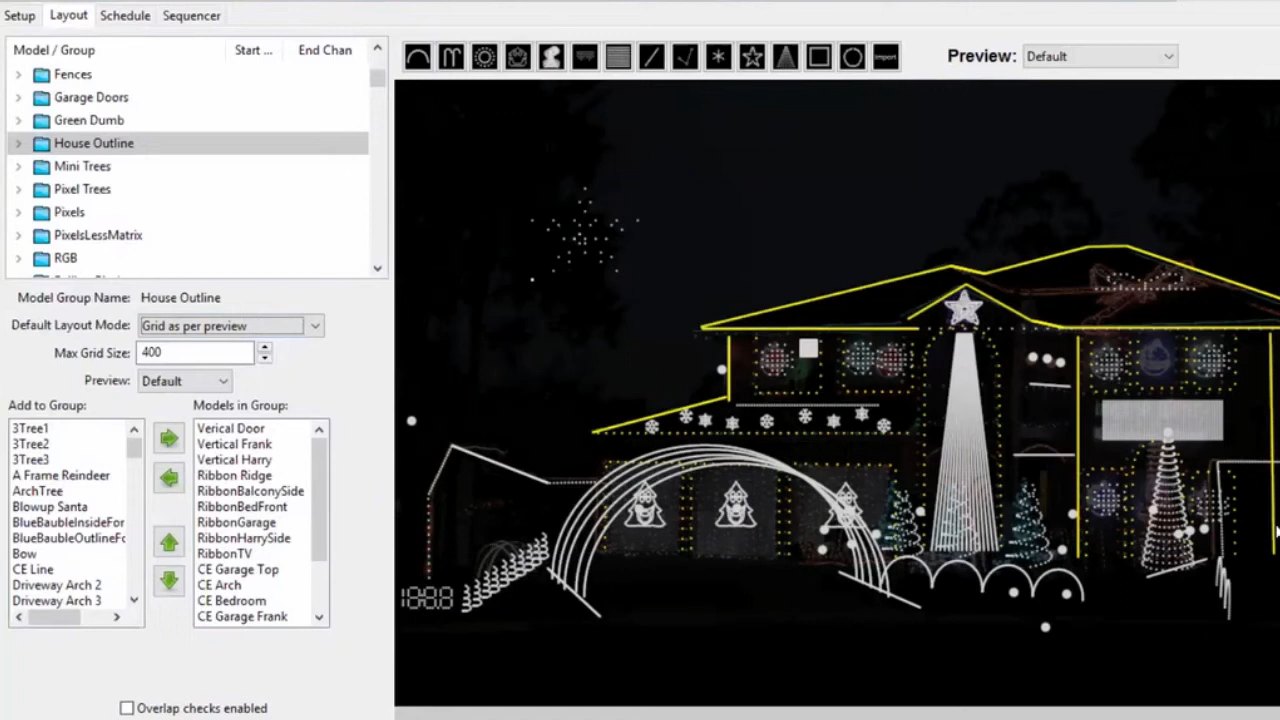 Setup Layout Schedule Sequencer
Model / Group Start ... End Chan
Fences
Garage Doors
Green Dumb
House Outline
Mini Trees
Pixel Trees
Pixels
PixelsLessMatrix
RGB
import
Preview: Default
Model Group Name: House Outline
Default Layout Mode: Grid as per preview
Max Grid Size: 400
Preview: Default
Add to Group:
3Tree1
3Tree2
3Tree3
A Frame Reindeer
ArchTree
Blowup Santa
BlueBaubleInsideFor
BlueBaubleOutlineFo
Bow
CE Line
Driveway Arch 2
Driveway Arch 3
Models in Group:
Verical Door
Vertical Frank
Vertical Harry
Ribbon Ridge
RibbonBalconySide
RibbonBedFront
RibbonGarage
RibbonHarrySide
RibbonTV
CE Garage Top
CE Arch
CE Bedroom
CE Garage Frank
Overlap checks enabled